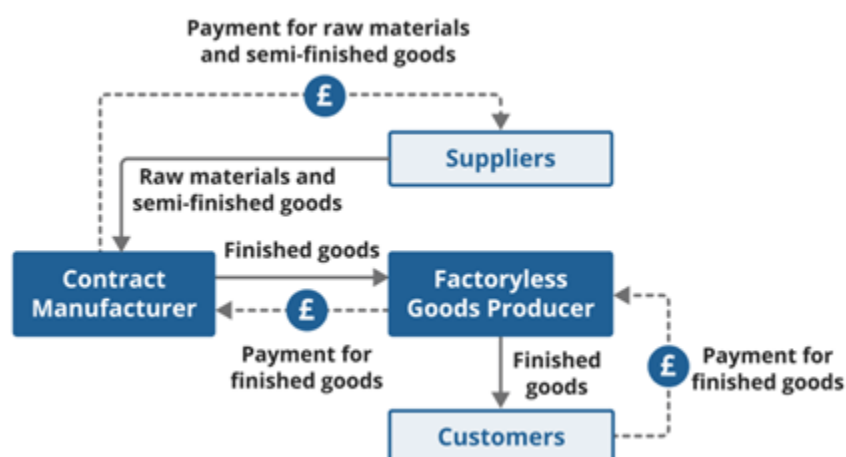 Payment for raw materials
and semi-finished goods
£
Suppliers
Raw materials and
semi-finished goods
Finished goods
Contract
Manufacturer
Factoryless
Goods Producer
£
Payment for
finished goods
Finished
goods
£
Payment for
finished goods
Customers